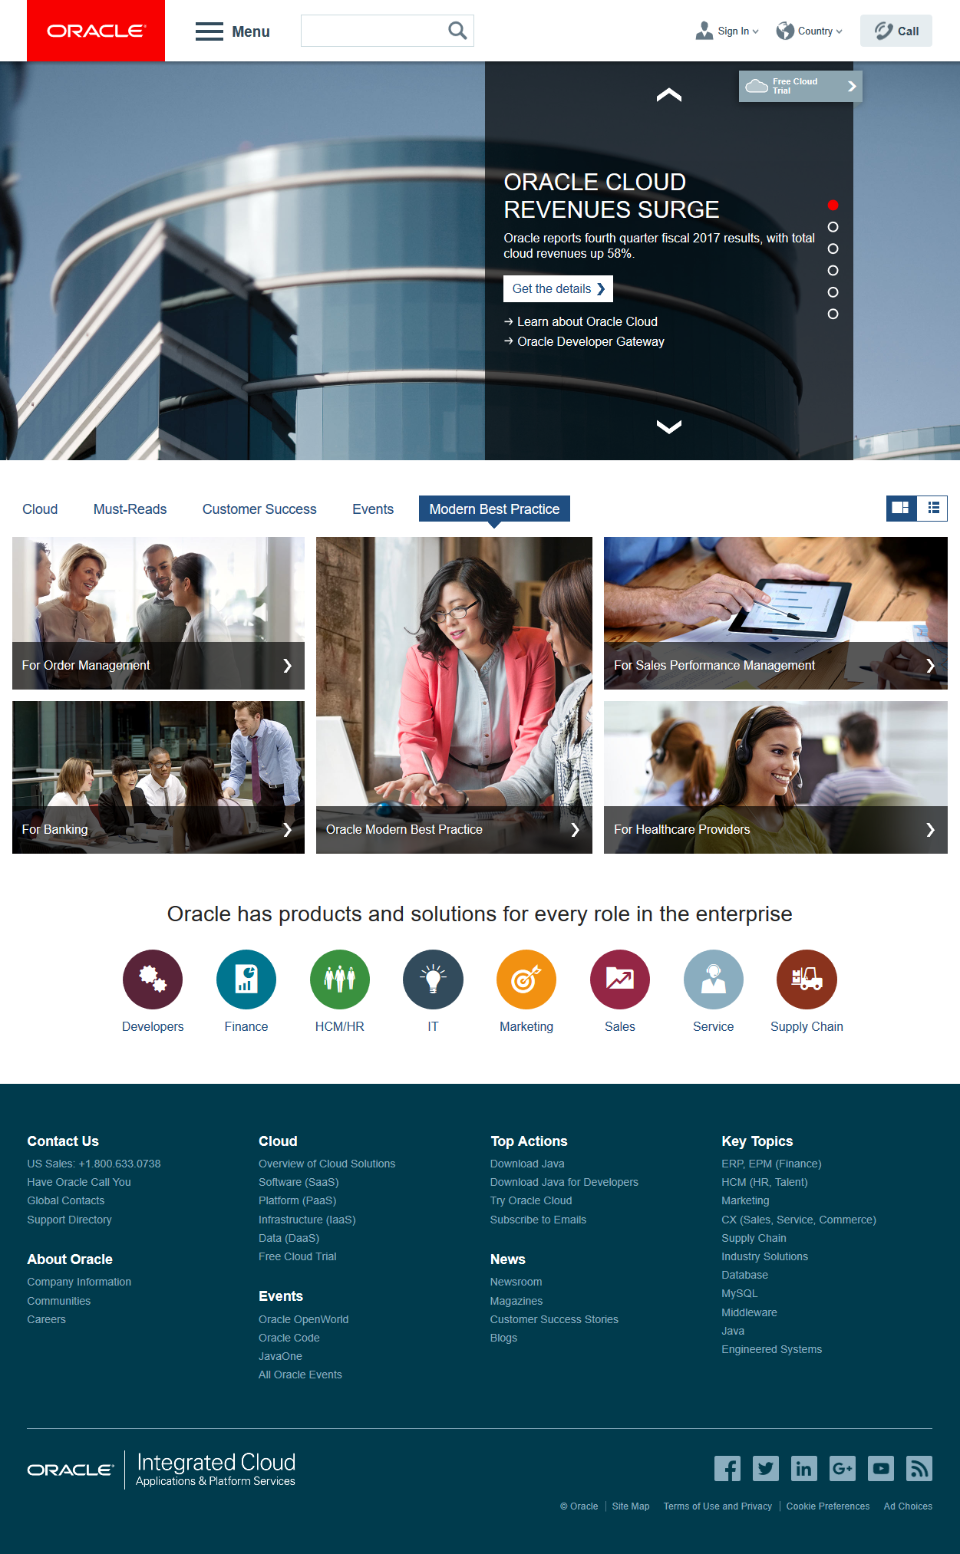 ORACLE
Menu
Sign In
Country
Call
Free Cloud
Trial
ORACLE CLOUD
REVENUES SURGE
Oracle reports fourth quarter fiscal 2017 results, with total
cloud revenues up 58%.
Get the details
Learn about Oracle Cloud
Oracle Developer Gateway
Cloud
Must-Reads
Customer Success
Events
Modern Best Practice
For Order Management
For Banking
Oracle Modern Best Practice
For Sales Performance Management
For Healthcare Providers
Oracle has products and solutions for every role in the enterprise
Developers
Finance
HCM/HR
IT
Marketing
Sales
Service
Supply Chain
Contact Us
US Sales: +1.800.633.0738
Have Oracle Call You
Global Contacts
Support Directory
About Oracle
Company Information
Communities
Careers
Cloud
Overview of Cloud Solutions
Software (SaaS)
Platform (PaaS)
Infrastructure (IaaS)
Data (DaaS)
Free Cloud Trial
Events
Oracle OpenWorld
Oracle Code
JavaOne
All Oracle Events
Top Actions
Download Java
Download Java for Developers
Try Oracle Cloud
Subscribe to Emails
News
Newsroom
Magazines
Customer Success Stories
Blogs
Key Topics
ERP, EPM (Finance)
HCM (HR, Talent)
Marketing
CX (Sales, Service, Commerce)
Supply Chain
Industry Solutions
Database
MySQL
Middleware
Java
Engineered Systems
ORACLE
Integrated Cloud
Applications & Platform Services
© Oracle | Site Map Terms of Use and Privacy | Cookie Preferences Ad Choices